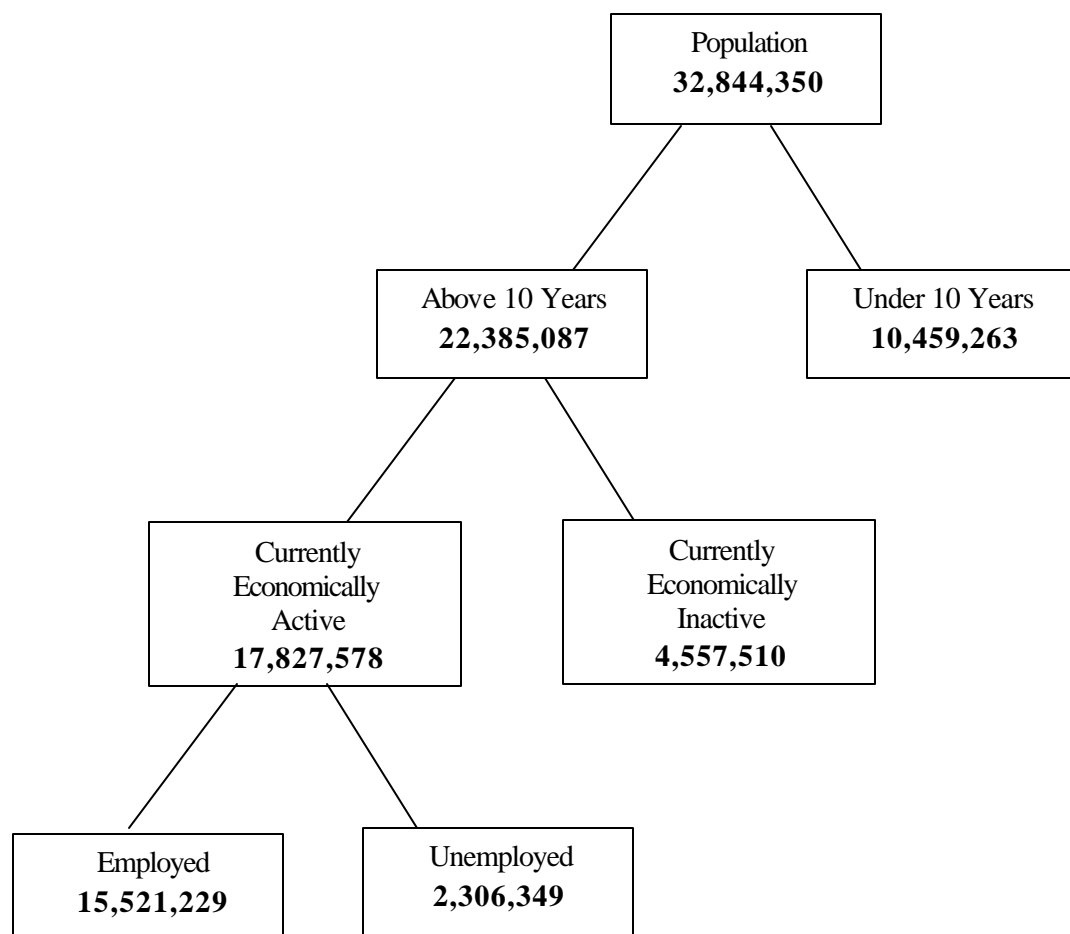 Population
32,844,350
Above 10 Years
22,385,087
Under 10 Years
10,459,263
Currently
Economically
Active
17,827,578
Currently
Economically
Inactive
4,557,510
Employed
15,521,229
Unemployed
2,306,349